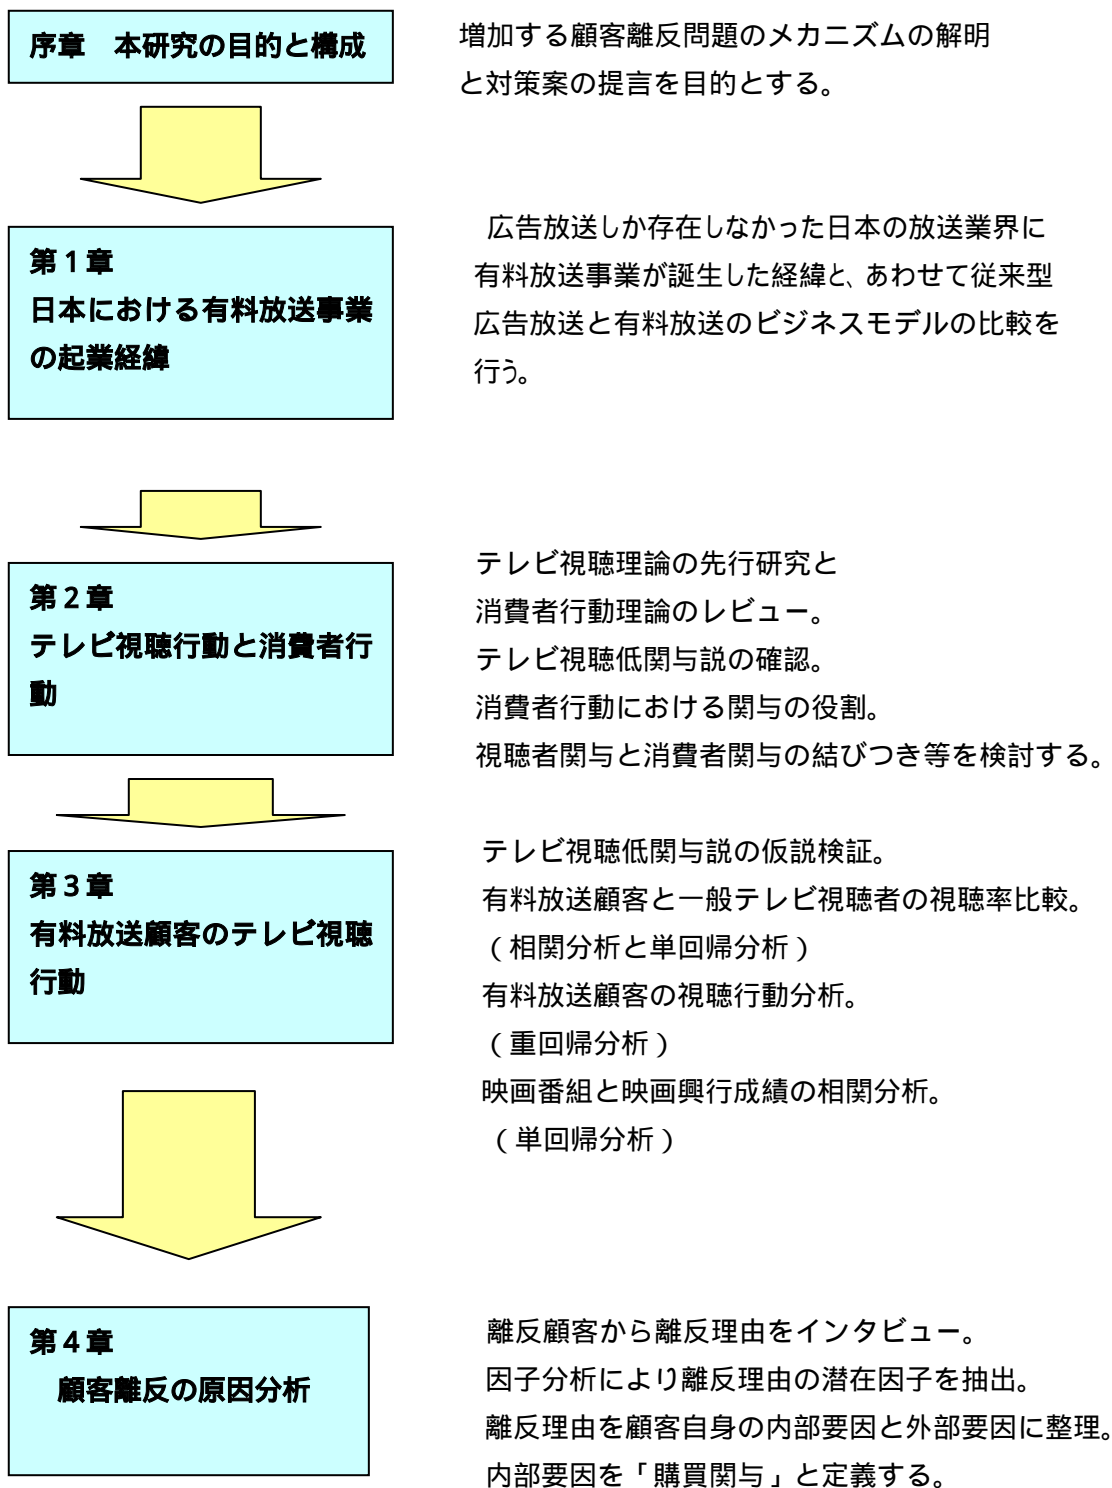 序章　本研究の目的と構成
増加する顧客離反問題のメカニズムの解明
と対策案の提言を目的とする。
第１章
日本における有料放送事業
の起業経緯
広告放送しか存在しなかった日本の放送業界に
有料放送事業が誕生した経緯と、あわせて従来型
広告放送と有料放送のビジネスモデルの比較を
行う。
第２章
テレビ視聴行動と消費者行
動
テレビ視聴理論の先行研究と
消費者行動理論のレビュー。
テレビ視聴低関与説の確認。
消費者行動における関与の役割。
視聴者関与と消費者関与の結びつき等を検討する。
第３章
有料放送顧客のテレビ視聴
行動
テレビ視聴低関与説の仮説検証。
有料放送顧客と一般テレビ視聴者の視聴率比較。
（相関分析と単回帰分析）
有料放送顧客の視聴行動分析。
（重回帰分析）
映画番組と映画興行成績の相関分析。
（単回帰分析）
第４章
顧客離反の原因分析
離反顧客から離反理由をインタビュー。
因子分析により離反理由の潜在因子を抽出。
離反理由を顧客自身の内部要因と外部要因に整理。
内部要因を「購買関与」と定義する。